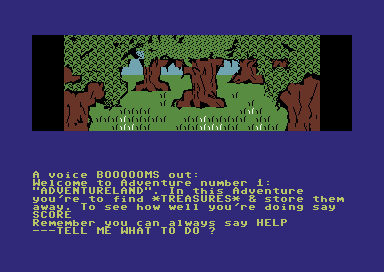 A voice BOOOOOMS out:
Welcome to Adventure number 1:
"ADVENTURELAND". In this Adventure
you're to find *TREASURES* & store them
away. To see how well you're doing say
SCORE
Remember you can always say HELP
---TELL ME WHAT TO DO ?